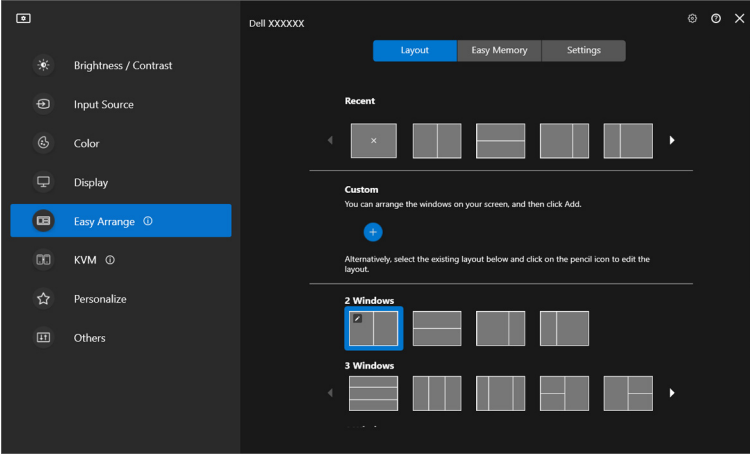 Dell XXXXXX
Layout
Easy Memory
Settings
Brightness / Contrast
Input Source
Color
Display
Easy Arrange
KVM
Personalize
Others
Recent
Custom
You can arrange the windows on your screen, and then click Add.
Alternatively, select the existing layout below and click on the pencil icon to edit the
layout.
2 Windows
3 Windows